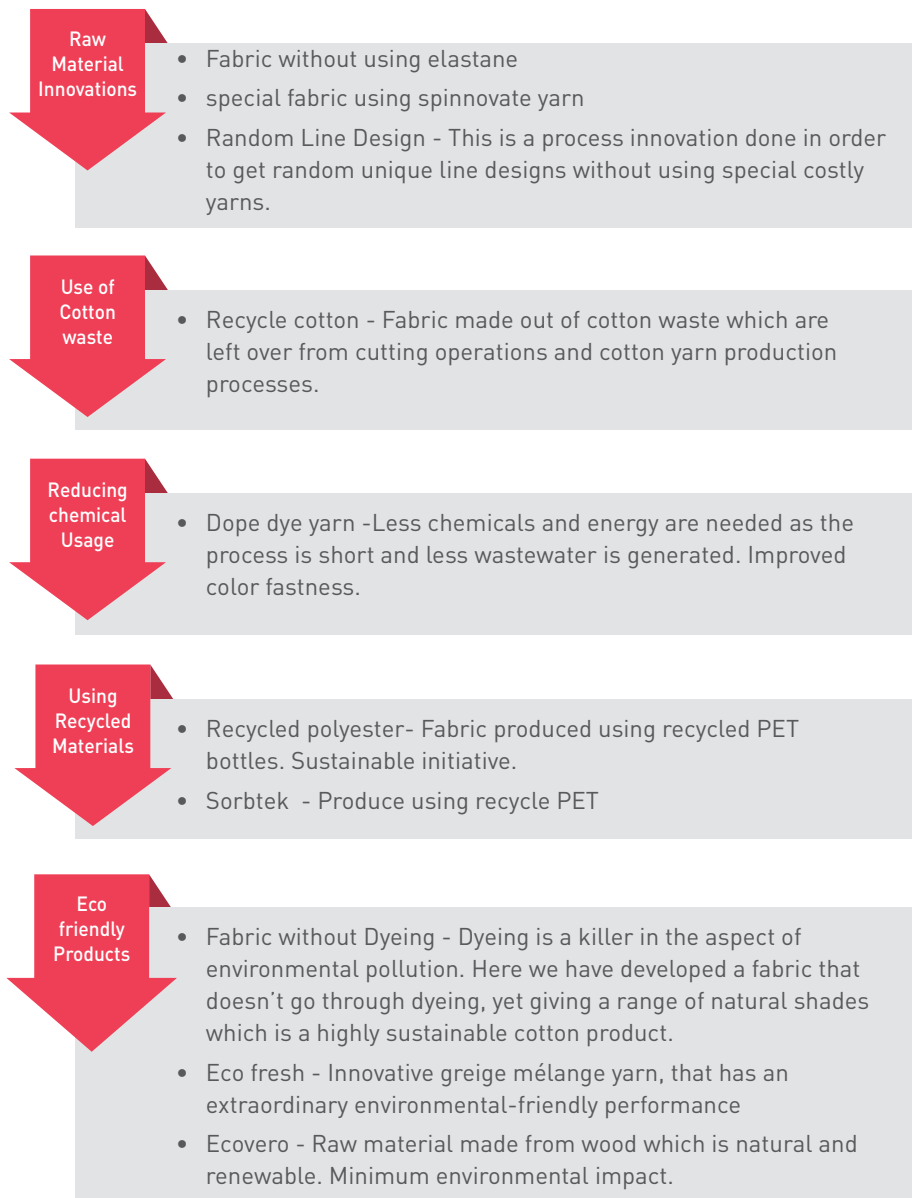 Raw
Material
Innovations
• Fabric without using elastane
• special fabric using spinnovate yarn
• Random Line Design - This is a process innovation done in order
to get random unique line designs without using special costly
yarns.
Use of
Cotton
waste
• Recycle cotton - Fabric made out of cotton waste which are
left over from cutting operations and cotton yarn production
processes.
Reducing
chemical
Usage
• Dope dye yarn -Less chemicals and energy are needed as the
process is short and less wastewater is generated. Improved
color fastness.
Using
Recycled
Materials
• Recycled polyester- Fabric produced using recycled PET
bottles. Sustainable initiative.
• Sorbtek - Produce using recycle PET
Eco
friendly
Products
• Fabric without Dyeing - Dyeing is a killer in the aspect of
environmental pollution. Here we have developed a fabric that
doesn't go through dyeing, yet giving a range of natural shades
which is a highly sustainable cotton product.
• Eco fresh - Innovative greige mélange yarn, that has an
extraordinary environmental-friendly performance
• Ecovero - Raw material made from wood which is natural and
renewable. Minimum environmental impact.